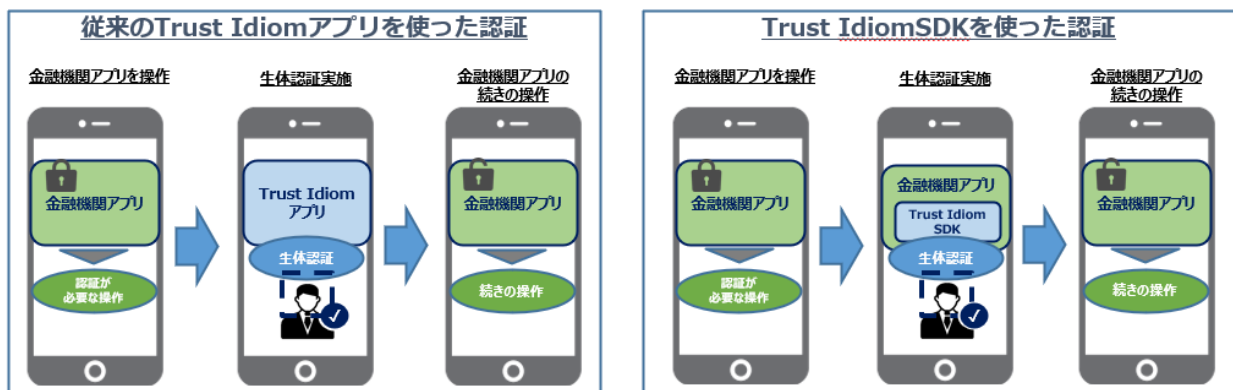 従来のTrust Idiomアプリを使った認証
金融機関アプリを操作
生体認証実施
金融機関アプリの
続きの操作
金融機関アプリ
認証が
必要な操作
Trust Idiom
アプリ
生体認証
金融機関アプリ
続きの操作
Trust IdiomSDKを使った認証
金融機関アプリを操作
生体認証実施
金融機関アプリの
続きの操作
金融機関アプリ
認証が
必要な操作
金融機関アプリ
Trust Idiom
SDK
生体認証
金融機関アプリ
続きの操作